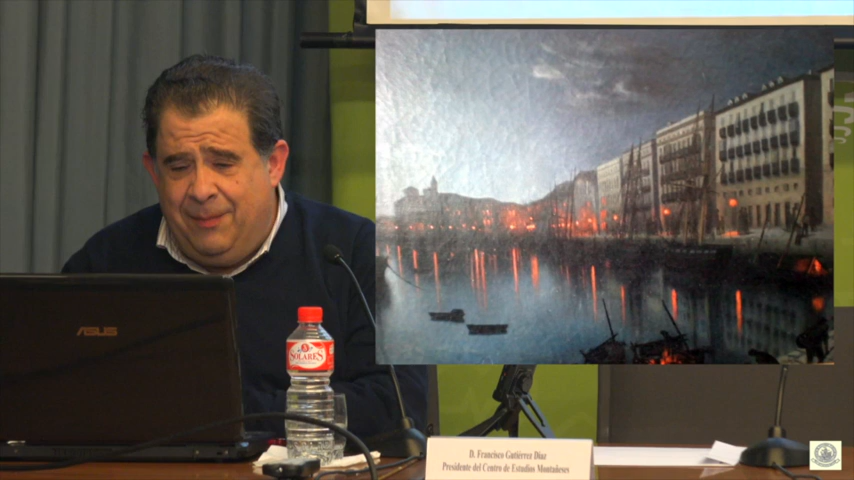 ASUS
SOLARES
D. Francisco Gutiérrez Díaz
Presidente del Centro de Estudios Montañeses